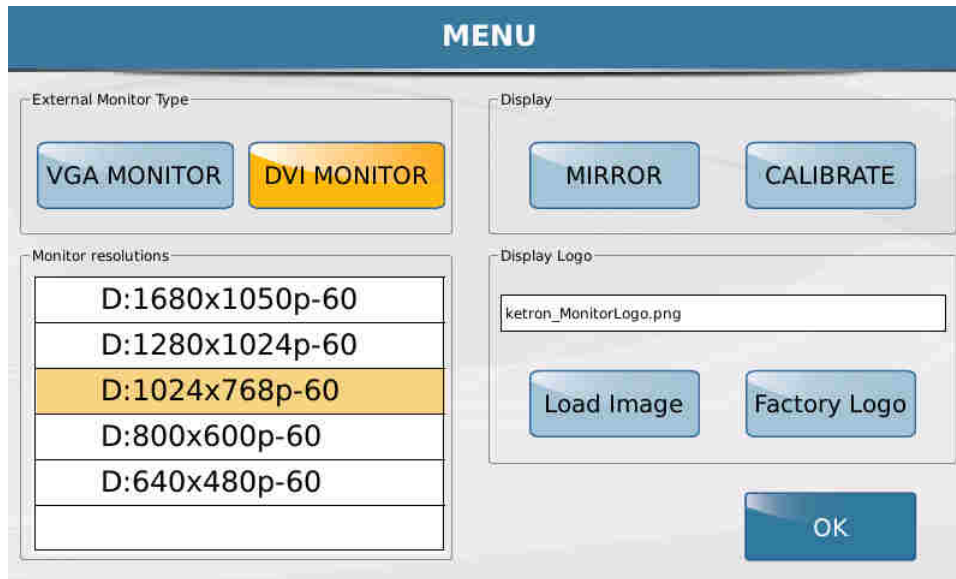 MENU
External Monitor Type
VGA MONITOR
DVI MONITOR
Display
MIRROR
CALIBRATE
Monitor resolutions
D:1680x1050p-60
D:1280x1024p-60
D:1024x768p-60
D:800x600p-60
D:640x480p-60
Display Logo
ketron_MonitorLogo.png
Load Image
Factory Logo
OK